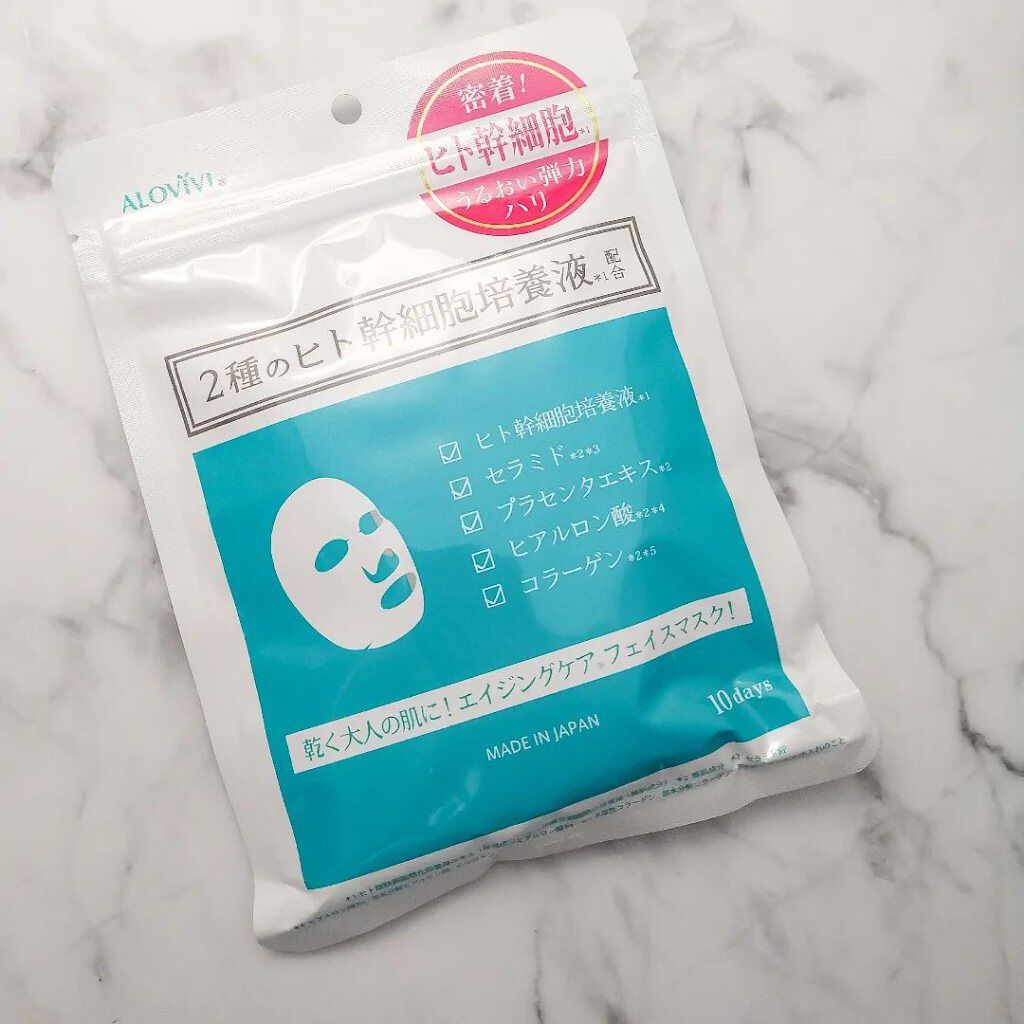 密着!
ヒト幹細胞*1
うるおい弾力
ハリ
ALOVIVI®
2種のヒト幹細胞培養液*1配合
ヒト幹細胞培養液*1
セラミド*2*3
プラセンタエキス*2
ヒアルロン酸*2*4
コラーゲン*2*5
乾く大人の肌に!エイジングケア※フェイスマスク!
10days
MADE IN JAPAN